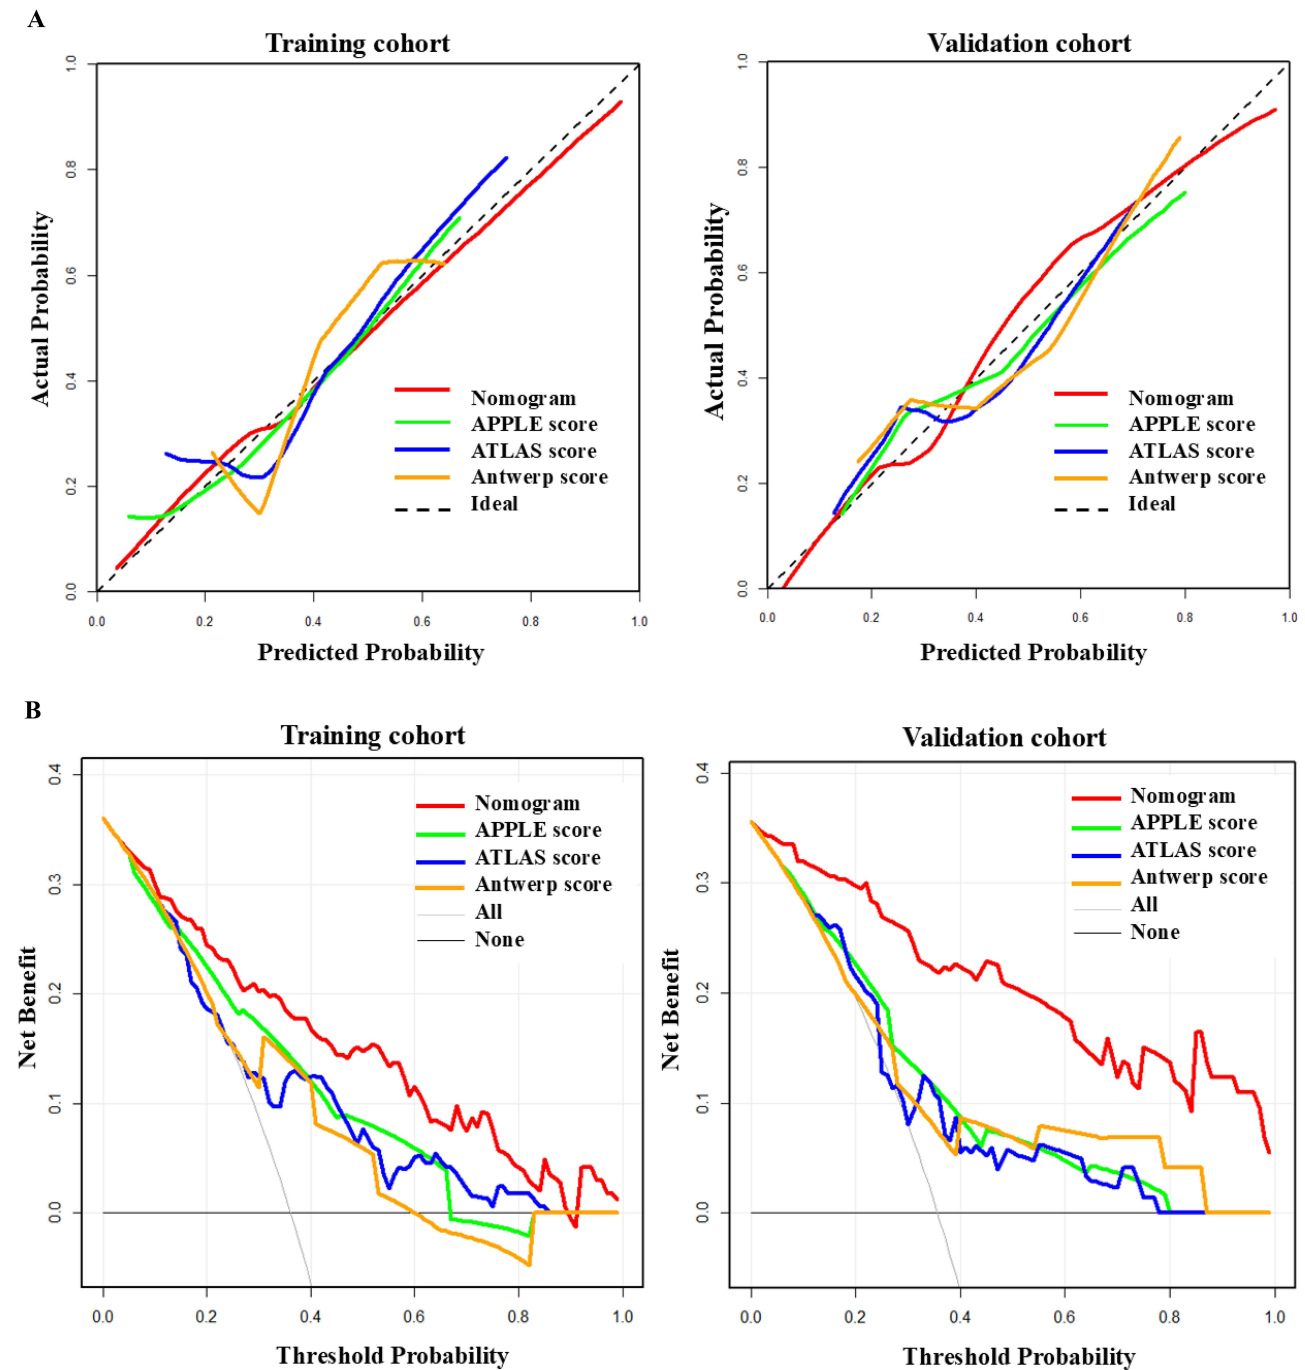 A
Training cohort
Validation cohort
Actual Probability
1.0
0.8
0.6
0.4
0.2
0.0
Nomogram
APPLE score
ATLAS score
Antwerp score
Ideal
0.0 0.2 0.4 0.6 0.8 1.0
Predicted Probability
Actual Probability
1.0
0.8
0.6
0.4
0.2
0.0
Nomogram
APPLE score
ATLAS score
Antwerp score
Ideal
0.0 0.2 0.4 0.6 0.8 1.0
Predicted Probability
B
Training cohort
Validation cohort
Net Benefit
0.4
0.3
0.2
0.1
0.0
Nomogram
APPLE score
ATLAS score
Antwerp score
All
None
0.0 0.2 0.4 0.6 0.8 1.0
Threshold Probability
Net Benefit
0.4
0.3
0.2
0.1
0.0
Nomogram
APPLE score
ATLAS score
Antwerp score
All
None
0.0 0.2 0.4 0.6 0.8 1.0
Threshold Probability